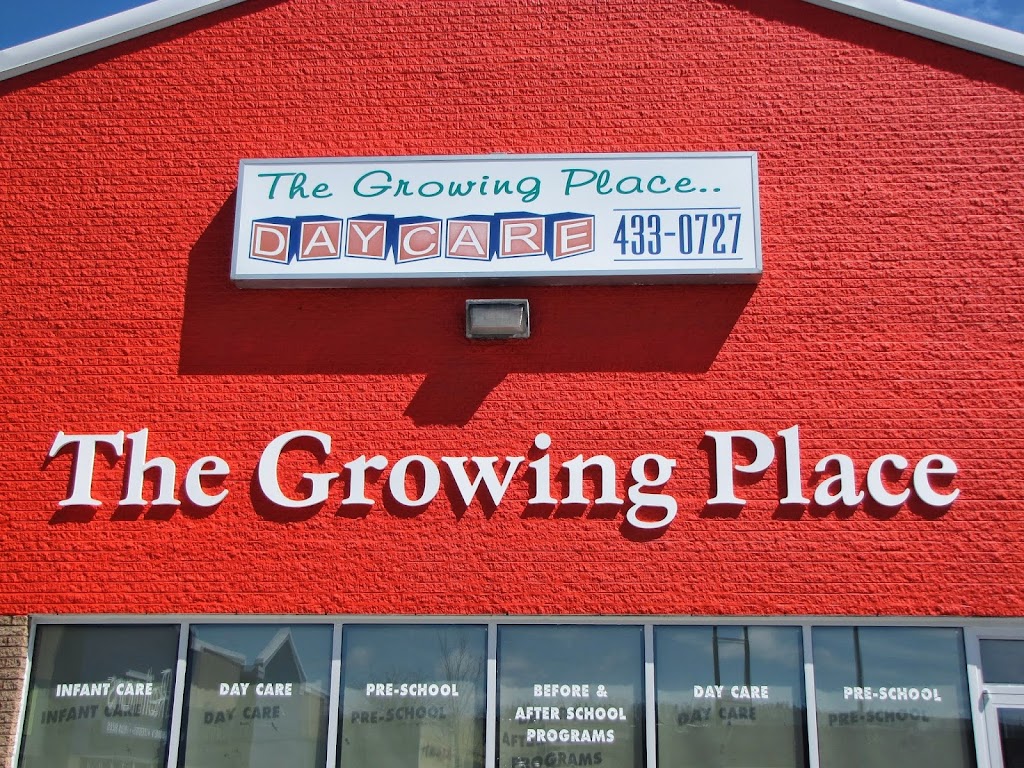 The Growing Place..
DAYCARE 433-0727
The Growing Place
INFANT CARE
DAY CARE
PRE-SCHOOL
BEFORE &
AFTER SCHOOL
PROGRAMS
DAY CARE
PRE-SCHOOL